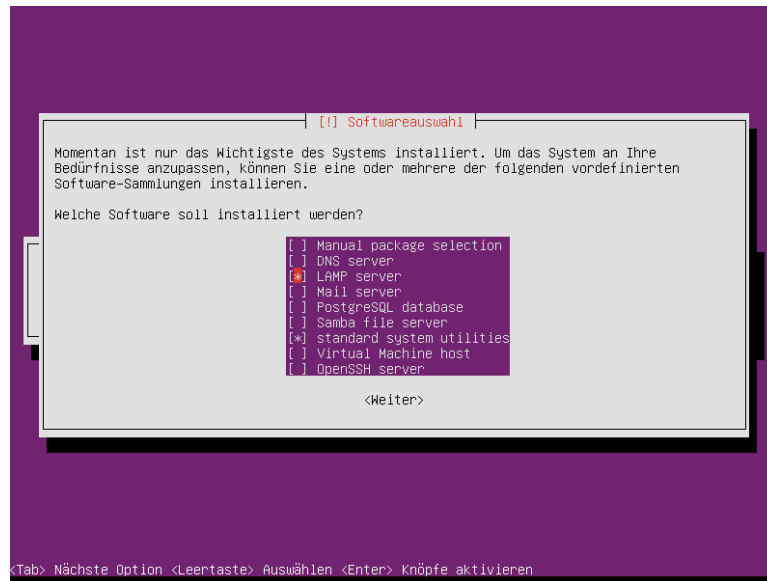 [!] Softwareauswahl
Momentan ist nur das Wichtigste des Systems installiert. Um das System an Ihre
Bedürfnisse anzupassen, können Sie eine oder mehrere der folgenden vordefinierten
Software-Sammlungen installieren.
Welche Software soll installiert werden?
[ ] Manual package selection
[ ] DNS server
[*] LAMP server
[ ] Mail server
[ ] PostgreSQL database
[ ] Samba file server
[*] standard system utilities
[ ] Virtual Machine host
[ ] OpenSSH server
<Weiter>
<Tab> Nächste Option <Leertaste> Auswählen <Enter> Knöpfe aktivieren